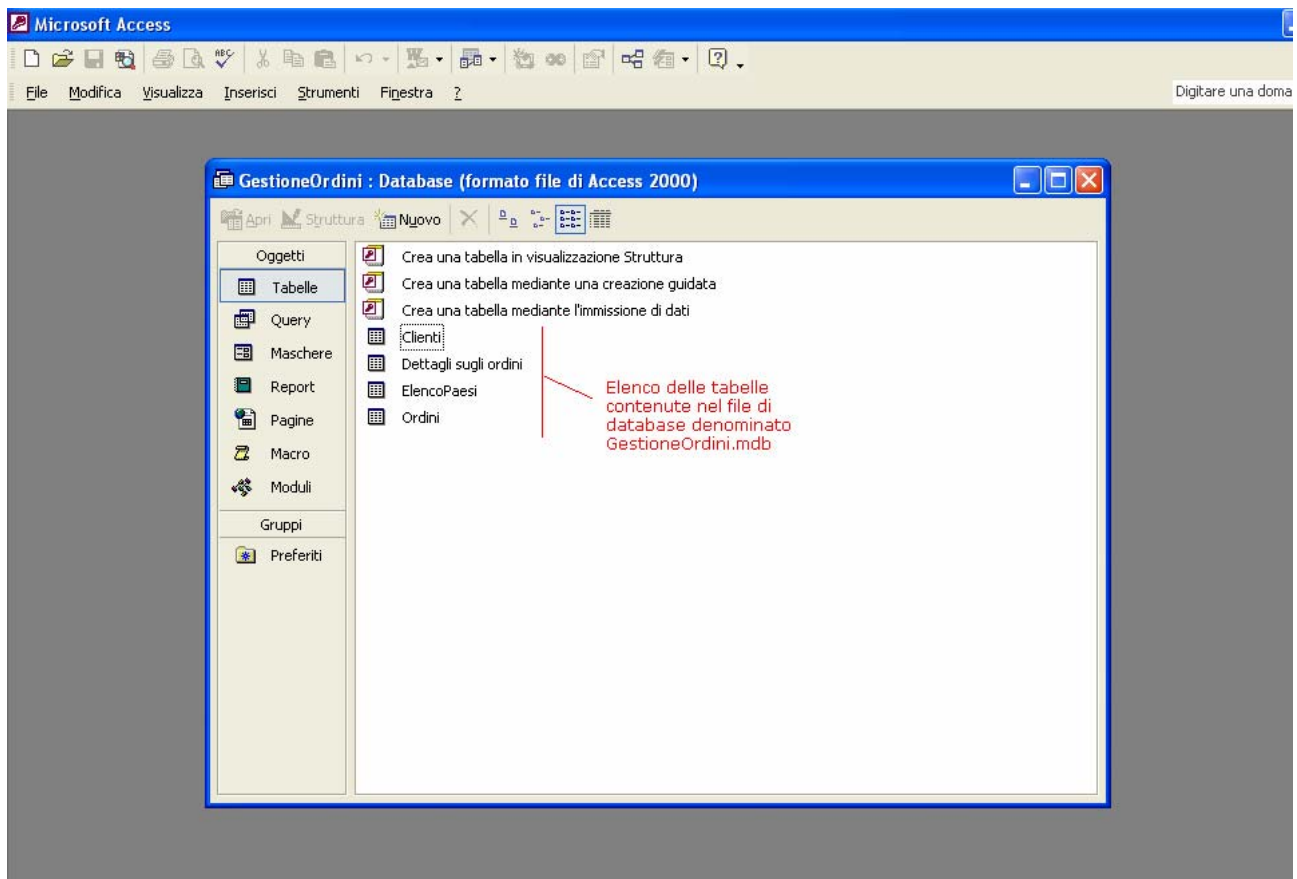 Microsoft Access
ABC
File Modifica Visualizza Inserisci Strumenti Finestra ?
Digitare una doma
GestioneOrdini : Database (formato file di Access 2000)
Apri Struttura Nuovo
Oggetti
Tabelle
Query
Maschere
Report
Pagine
Macro
Moduli
Gruppi
Preferiti
Crea una tabella in visualizzazione Struttura
Crea una tabella mediante una creazione guidata
Crea una tabella mediante l'immissione di dati
Clienti
Dettagli sugli ordini
ElencoPaesi
Ordini
Elenco delle tabelle
contenute nel file di
database denominato
GestioneOrdini.mdb